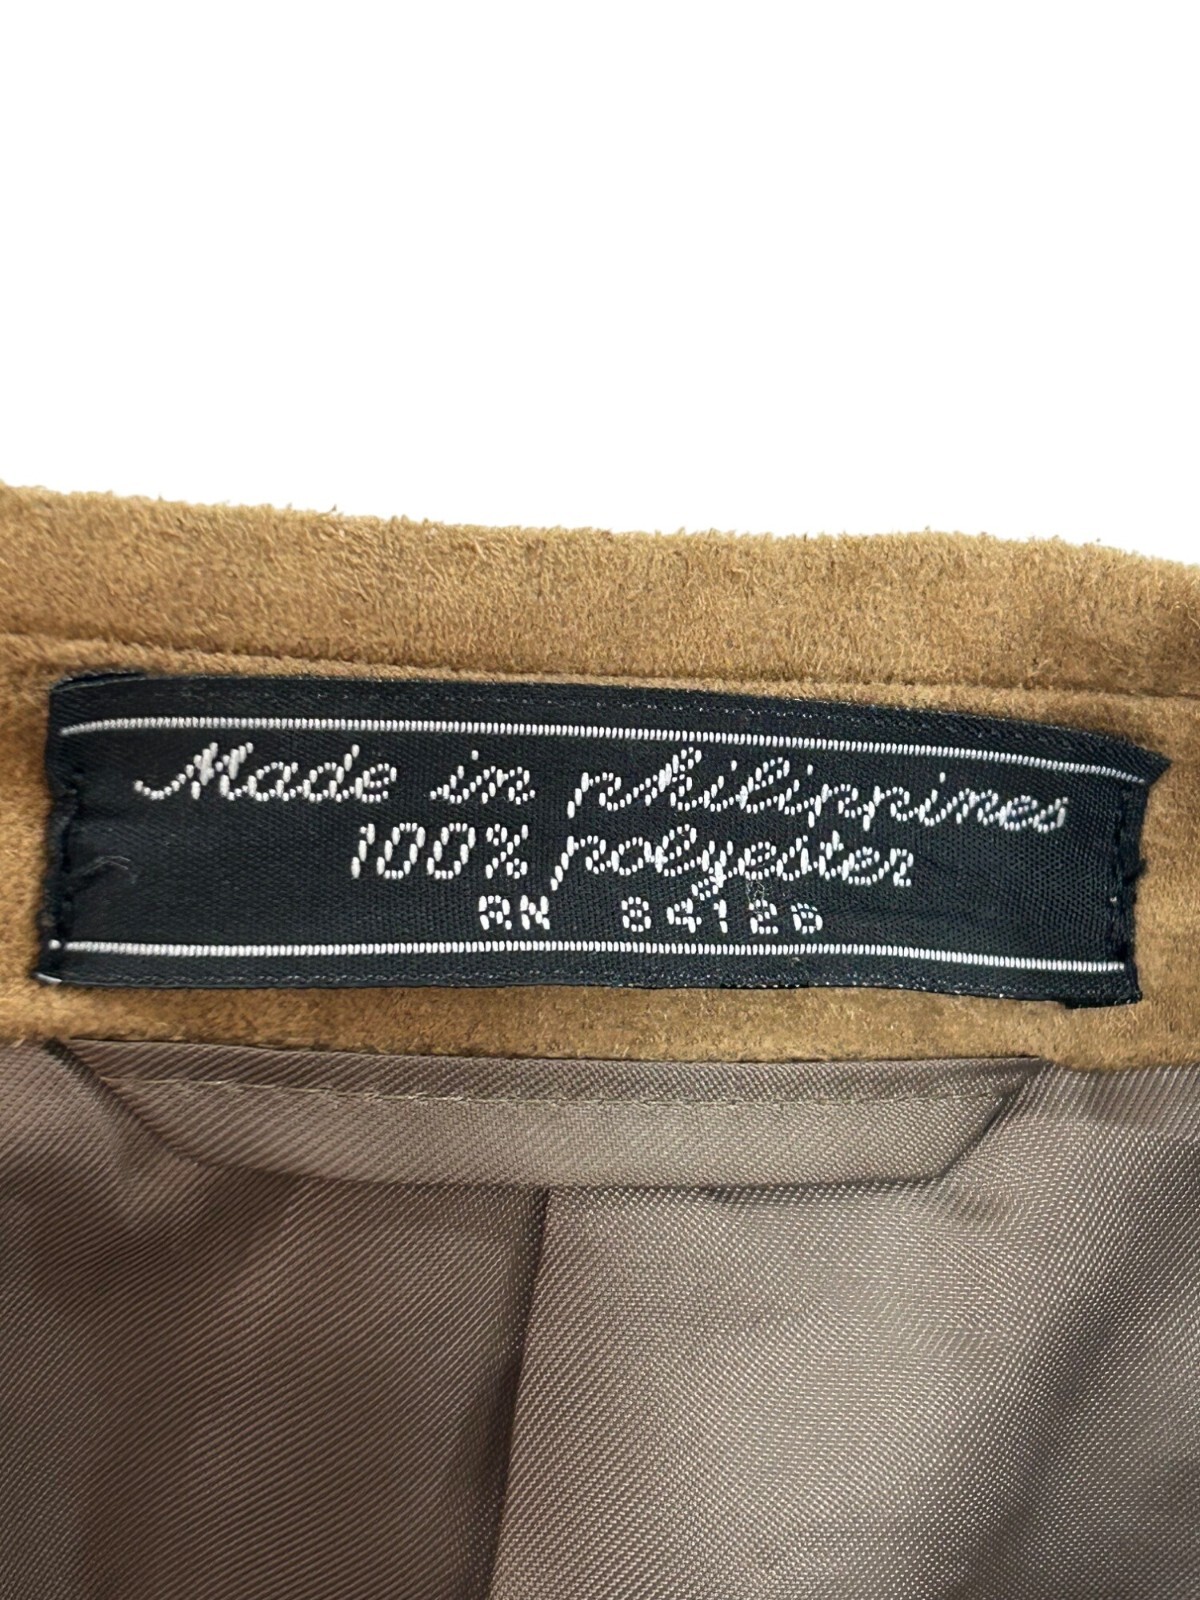 Made in philippines
100% polyester
RN 84126